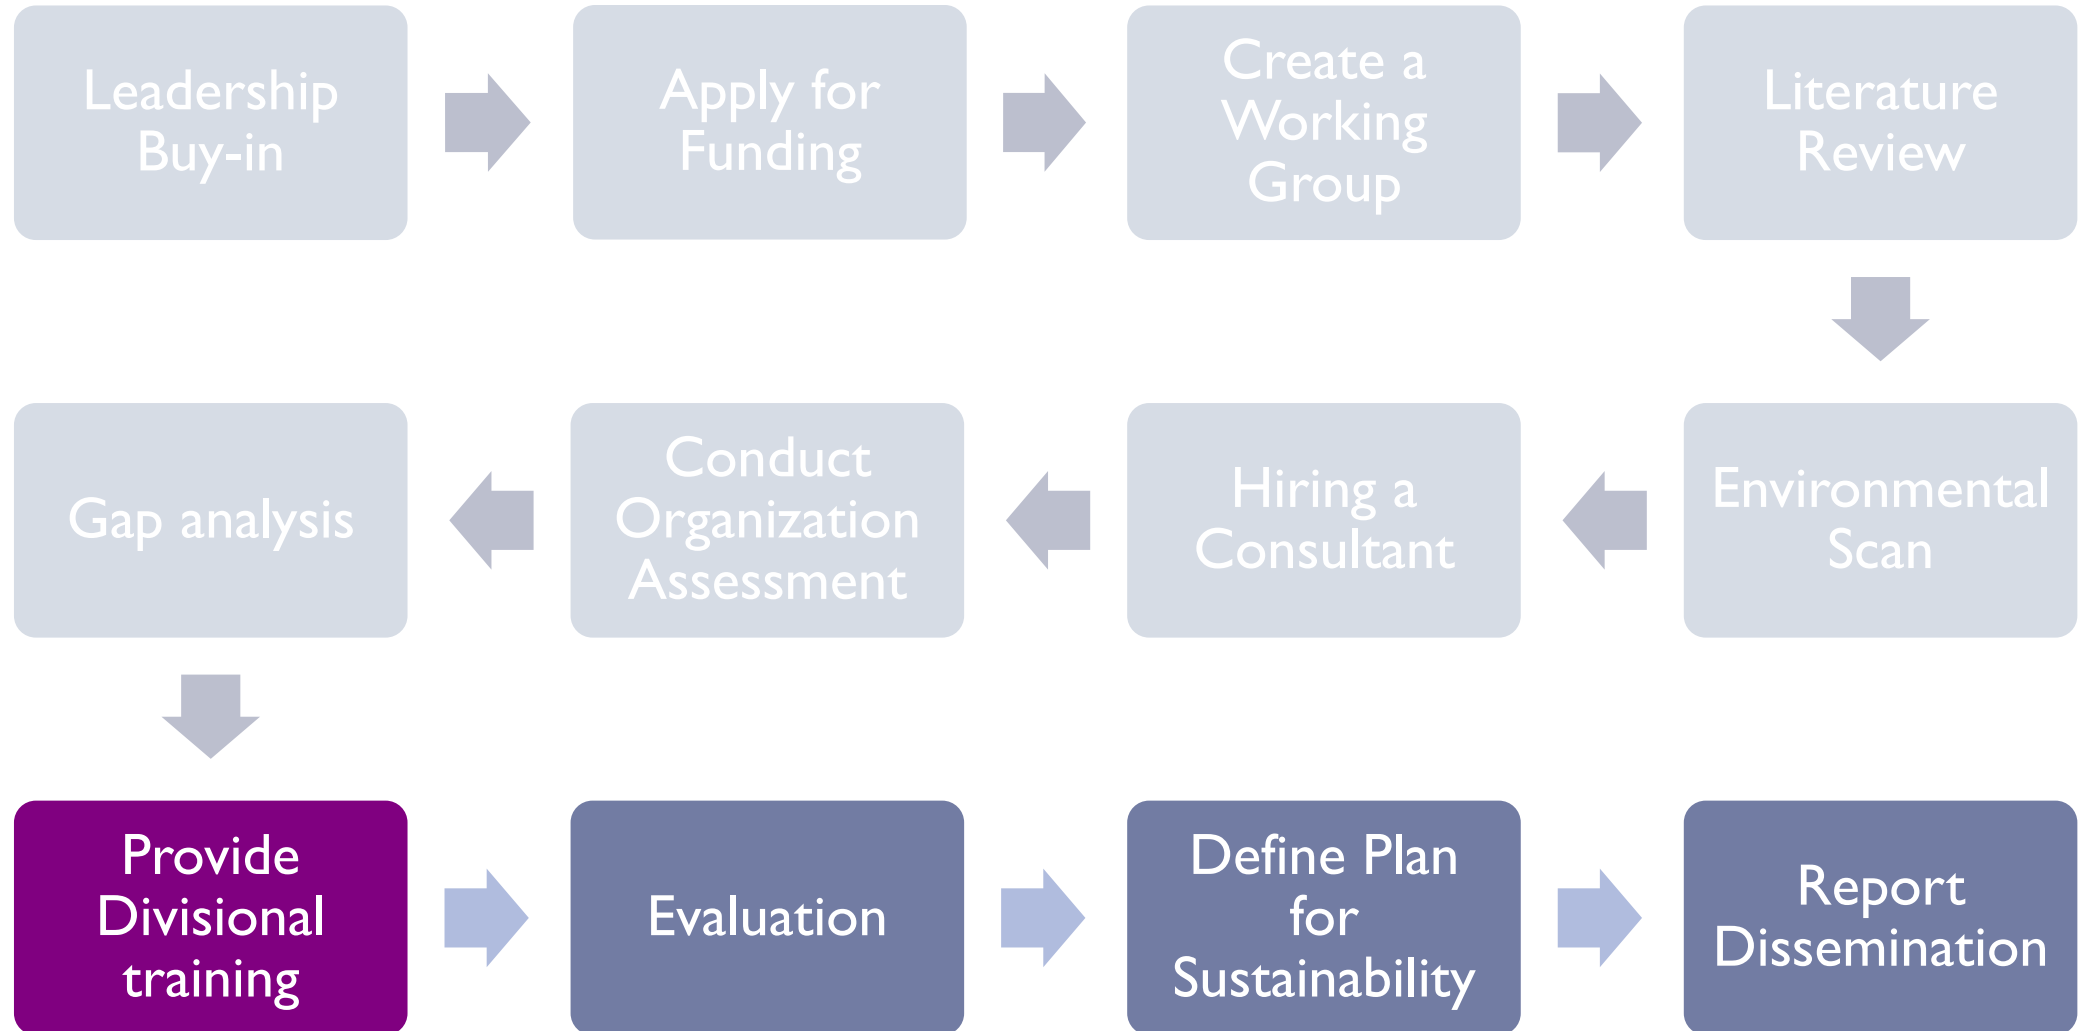 Leadership
Buy-in
Apply for
Funding
Create a
Working
Group
Literature
Review
Environmental
Scan
Hiring a
Consultant
Conduct
Organization
Assessment
Gap analysis
Provide
Divisional
training
Evaluation
Define Plan
for
Sustainability
Report
Dissemination